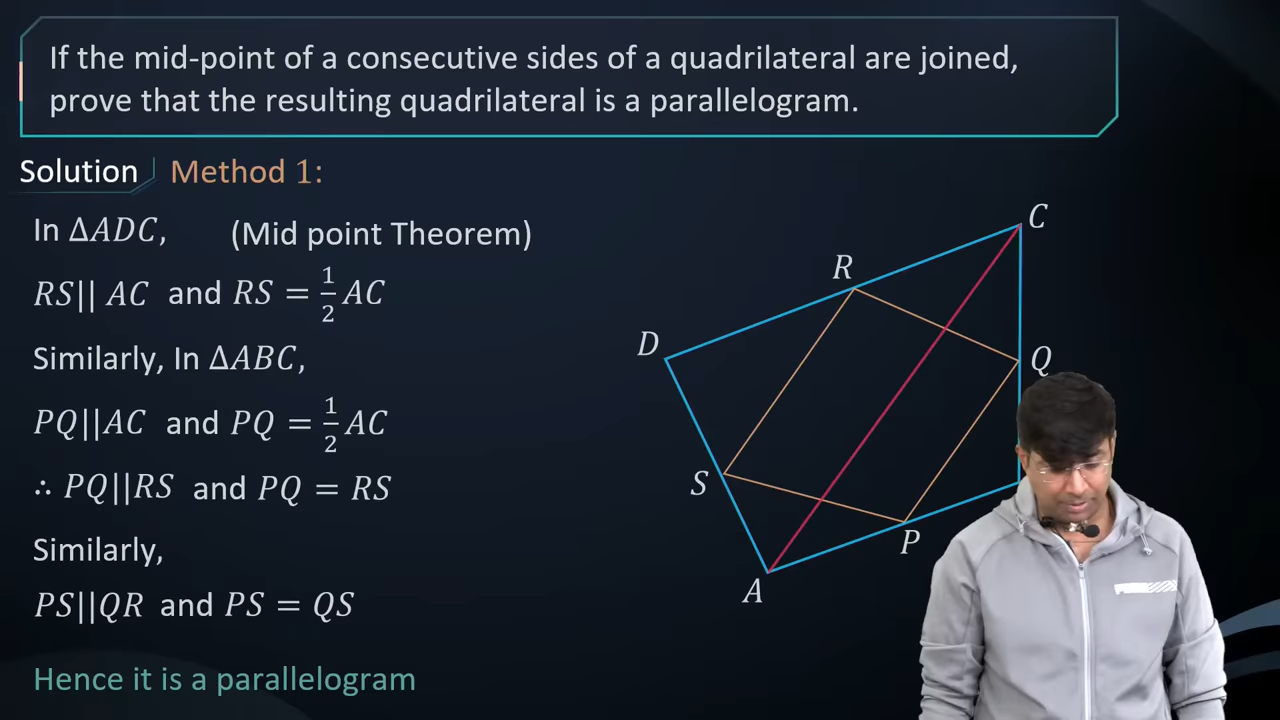 If the mid-point of a consecutive sides of a quadrilateral are joined,
prove that the resulting quadrilateral is a parallelogram.
Solution Method 1:
In ΔADC, (Mid point Theorem)
RS|| AC and RS = 1/2 AC
Similarly, In ΔABC,
PQ||AC and PQ = 1/2 AC
∴ PQ||RS and PQ = RS
Similarly,
PS||QR and PS = QS
Hence it is a parallelogram
C
R
D
Q
S
P
A